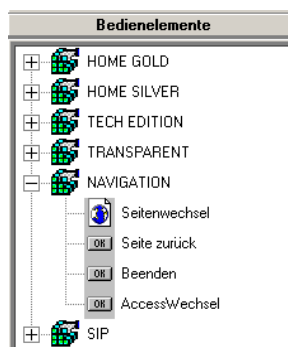 Bedienelemente
HOME GOLD
HOME SILVER
TECH EDITION
TRANSPARENT
NAVIGATION
Seitenwechsel
OK Seite zurück
OK Beenden
OK AccessWechsel
SIP